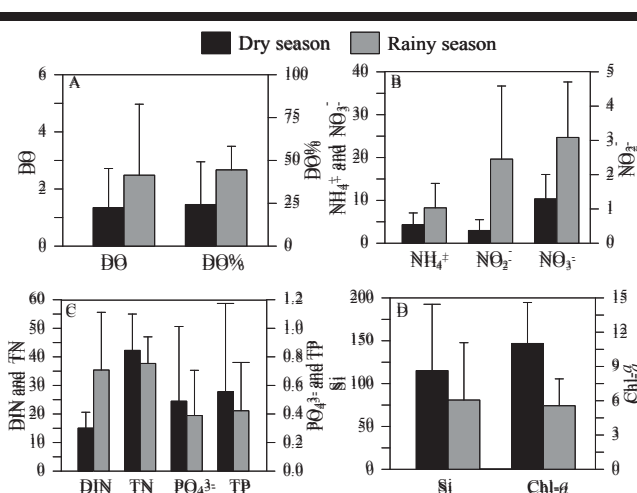 Dry season Rainy season
A
DO
6
4
2
0
100
75
50
25
0
DO%
DO DO%
B
NH₄⁺ and NO₃⁻
40
30
20
10
0
5
4
3
2
1
0
NO₂⁻
NH₄⁺ NO₂⁻ NO₃⁻
C
DIN and TN
60
50
40
30
20
10
0
1.2
1.0
0.8
0.6
0.4
0.2
0.0
PO₄³⁻ and TP
DIN TN PO₄³⁻ TP
D
Si
200
150
100
50
0
15
12
9
6
3
0
Chl-a
Si Chl-a